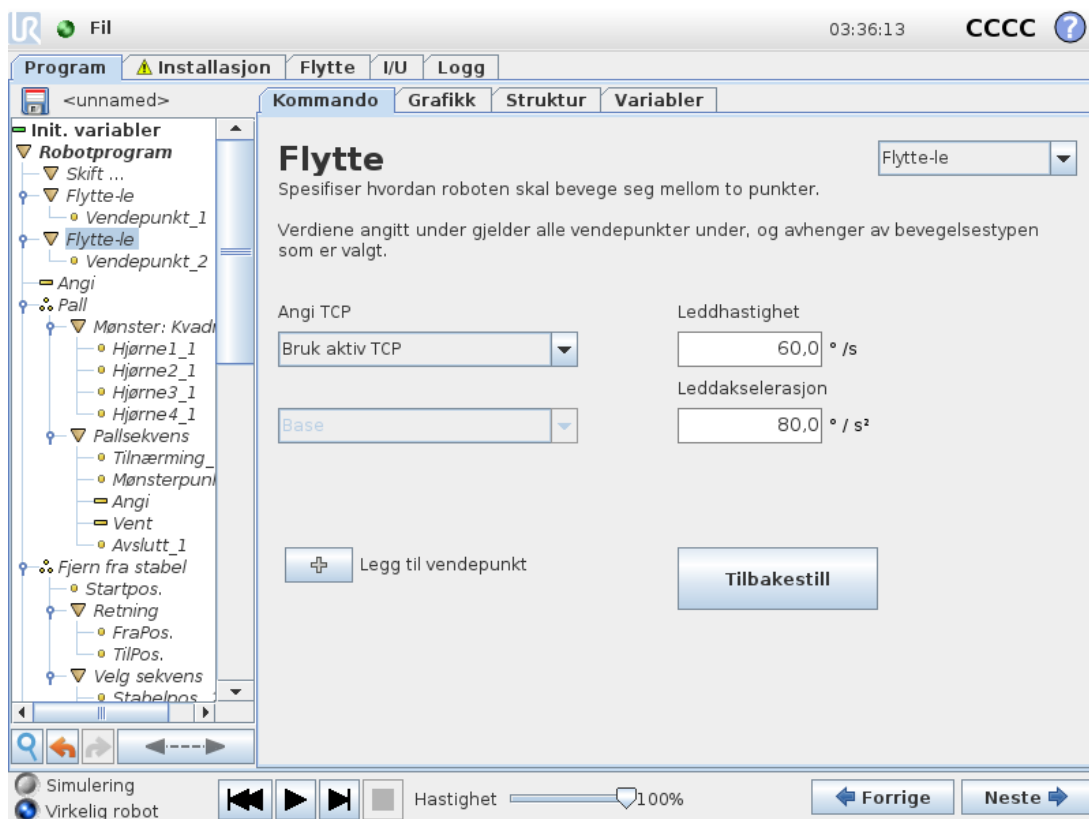 UR Fil 03:36:13 CCCC ?
Program Installasjon Flytte I/U Logg
<unnamed>
Kommando Grafikk Struktur Variabler
Init. variabler
Robotprogram
Skift ...
Flytte-le
Vendepunkt_1
Flytte-le
Vendepunkt_2
Angi
Pall
Mønster: Kvadr
Hjørne1_1
Hjørne2_1
Hjørne3_1
Hjørne4_1
Pallsekvens
Tilnærming_
Mønsterpun
Angi
Vent
Avslutt_1
Fjern fra stabel
Startpos.
Retning
FraPos.
TilPos.
Velg sekvens
Stabelpos_
Flytte
Flytte-le
Spesifiser hvordan roboten skal bevege seg mellom to punkter.
Verdiene angitt under gjelder alle vendepunkter under, og avhenger av bevegelsestypen
som er valgt.
Angi TCP
Bruk aktiv TCP
Base
Leddhastighet
60,0 ° /s
Leddakselerasjon
80,0 ° / s²
Legg til vendepunkt
Tilbakestill
Simulering
Virkelig robot
Hastighet 100%
Forrige Neste